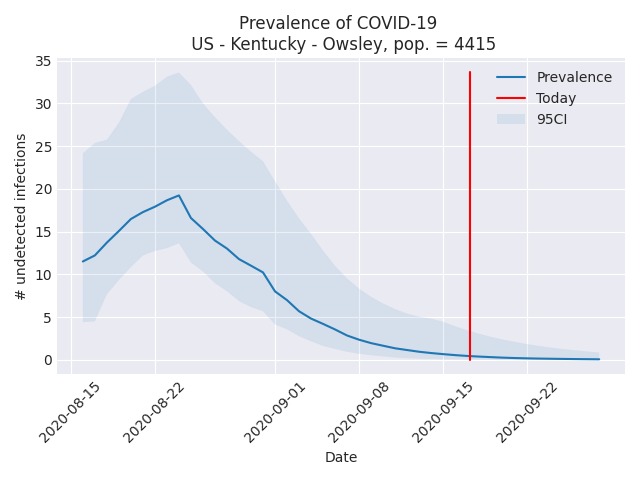 Prevalence of COVID-19
US - Kentucky - Owsley, pop. = 4415
35
30
25
20
15
10
5
0
# undetected infections
Prevalence
Today
95CI
2020-08-15
2020-08-22
2020-09-01
2020-09-08
2020-09-15
2020-09-22
Date